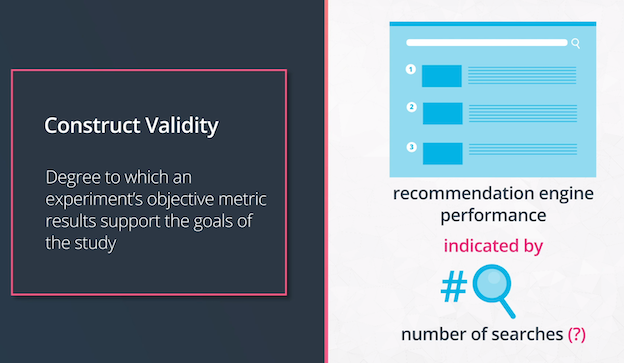 Construct Validity
Degree to which an
experiment's objective metric
results support the goals of
the study
1
2
3
recommendation engine
performance
indicated by
#
number of searches (?)